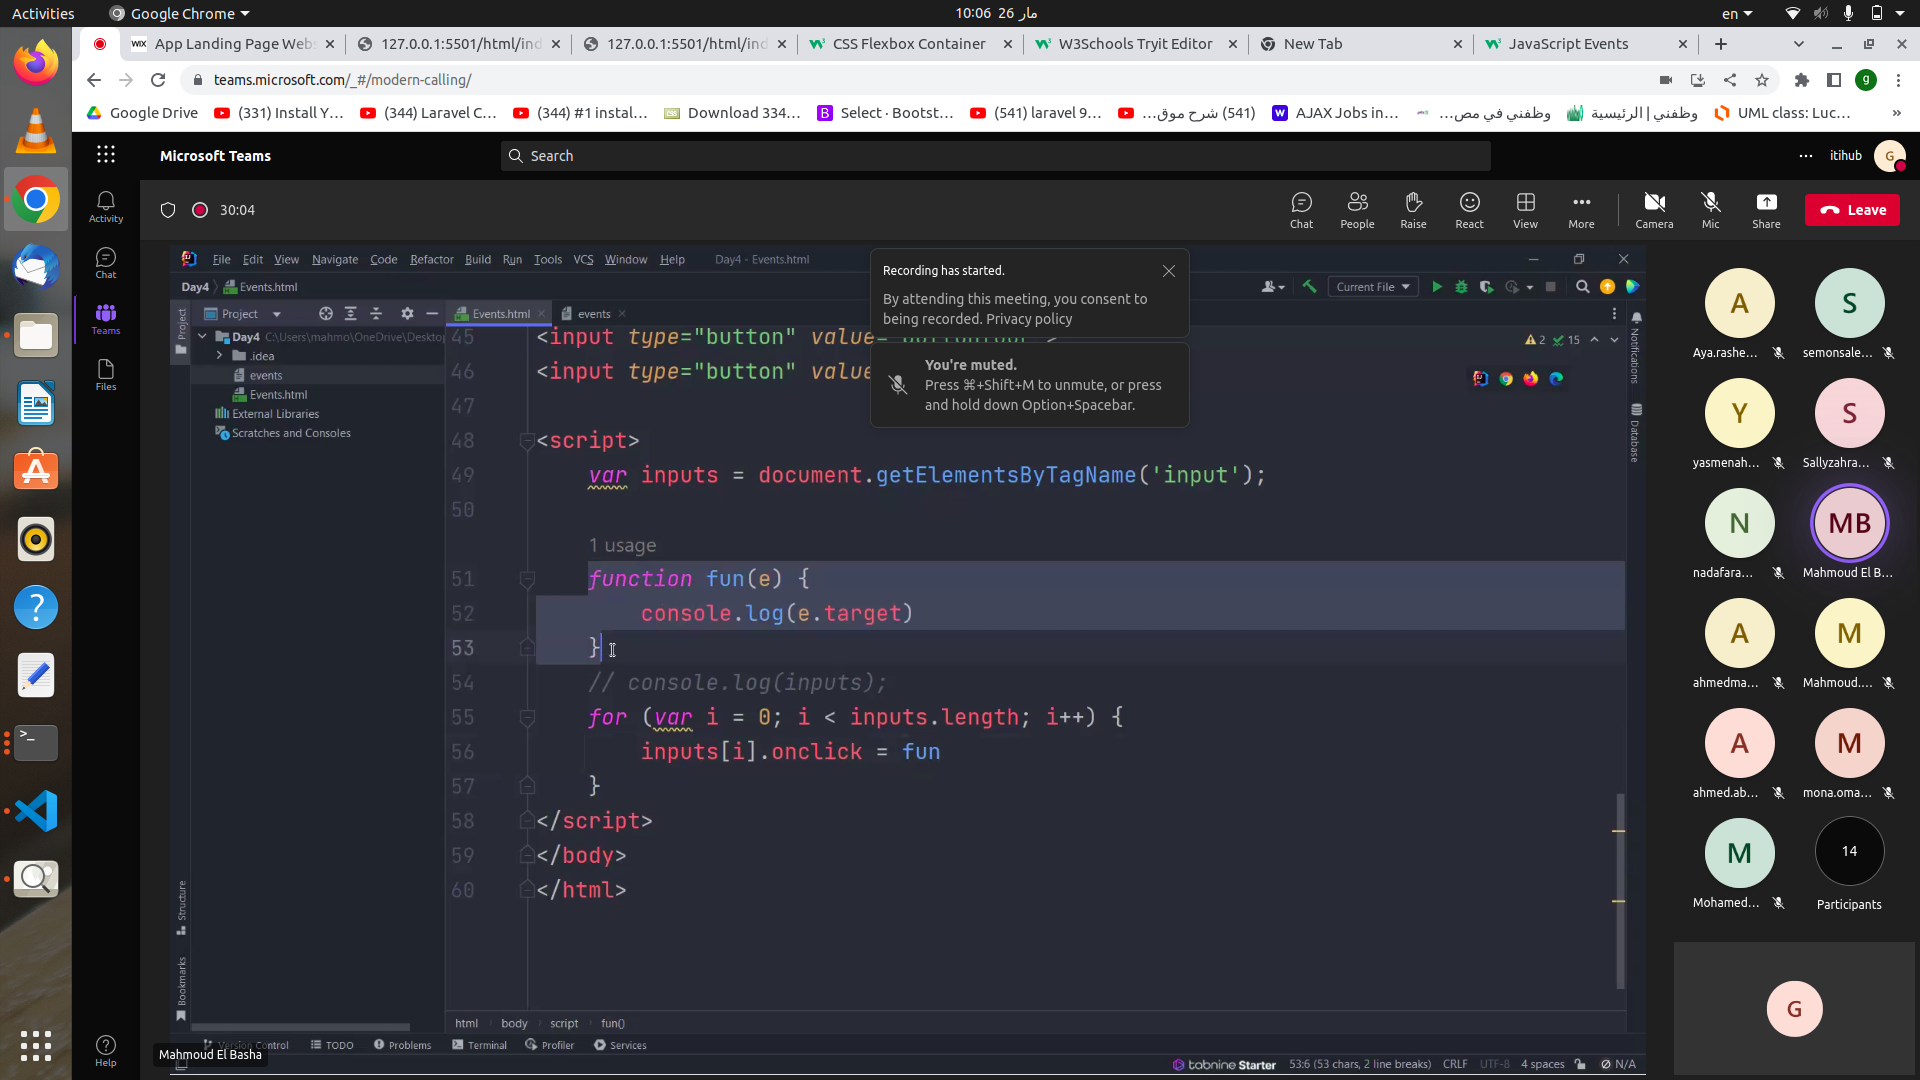 Activities
Google Chrome
10:06 26 مار
en
App Landing Page Webs
127.0.0.1:5501/html/ind
127.0.0.1:5501/html/ind
CSS Flexbox Container
W3Schools Tryit Editor
New Tab
JavaScript Events
teams.microsoft.com/_#/modern-calling/
g
Google Drive
(331) Install Y...
(344) Laravel C...
(344) #1 instal...
Download 334...
Select · Bootst...
(541) laravel 9...
(541) شرح موق...
AJAX Jobs in...
وظفني في مص...
وظفني | الرئيسية
UML class: Luc...
»
Microsoft Teams
Search
itihub
G
Activity
Chat
Teams
Files
Help
30:04
Chat
People
Raise
React
View
More
Camera
Mic
Share
Leave
File Edit View Navigate Code Refactor Build Run Tools VCS Window Help
Day4 - Events.html
Day4
Events.html
Current File
Project
Project
Events.html
events
Day4 C:\Users\mahmo\OneDrive\Deskto
.idea
events
Events.html
External Libraries
Scratches and Consoles
Recording has started.
By attending this meeting, you consent to
being recorded. Privacy policy
You're muted.
Press ⌘+Shift+M to unmute, or press
and hold down Option+Spacebar.
2 15
Notifications
Database
45 <input type="button" value=
46 <input type="button" value
47
48 <script>
49 var inputs = document.getElementsByTagName('input');
50
1 usage
51 function fun(e) {
52 console.log(e.target)
53 }
54 // console.log(inputs);
55 for (var i = 0; i < inputs.length; i++) {
56 inputs[i].onclick = fun
57 }
58 </script>
59 </body>
60 </html>
Structure
Bookmarks
html body script fun()
Version Control
TODO
Problems
Terminal
Profiler
Services
Mahmoud El Basha
tabnine Starter
53:6 (53 chars, 2 line breaks)
CRLF
UTF-8
4 spaces
N/A
A
Aya.rashe...
S
semonsale...
Y
yasmenah...
S
Sallyzahra...
N
nadafara...
MB
Mahmoud El B...
A
ahmedma...
M
Mahmoud....
A
ahmed.ab...
M
mona.oma...
M
Mohamed...
14
Participants
G